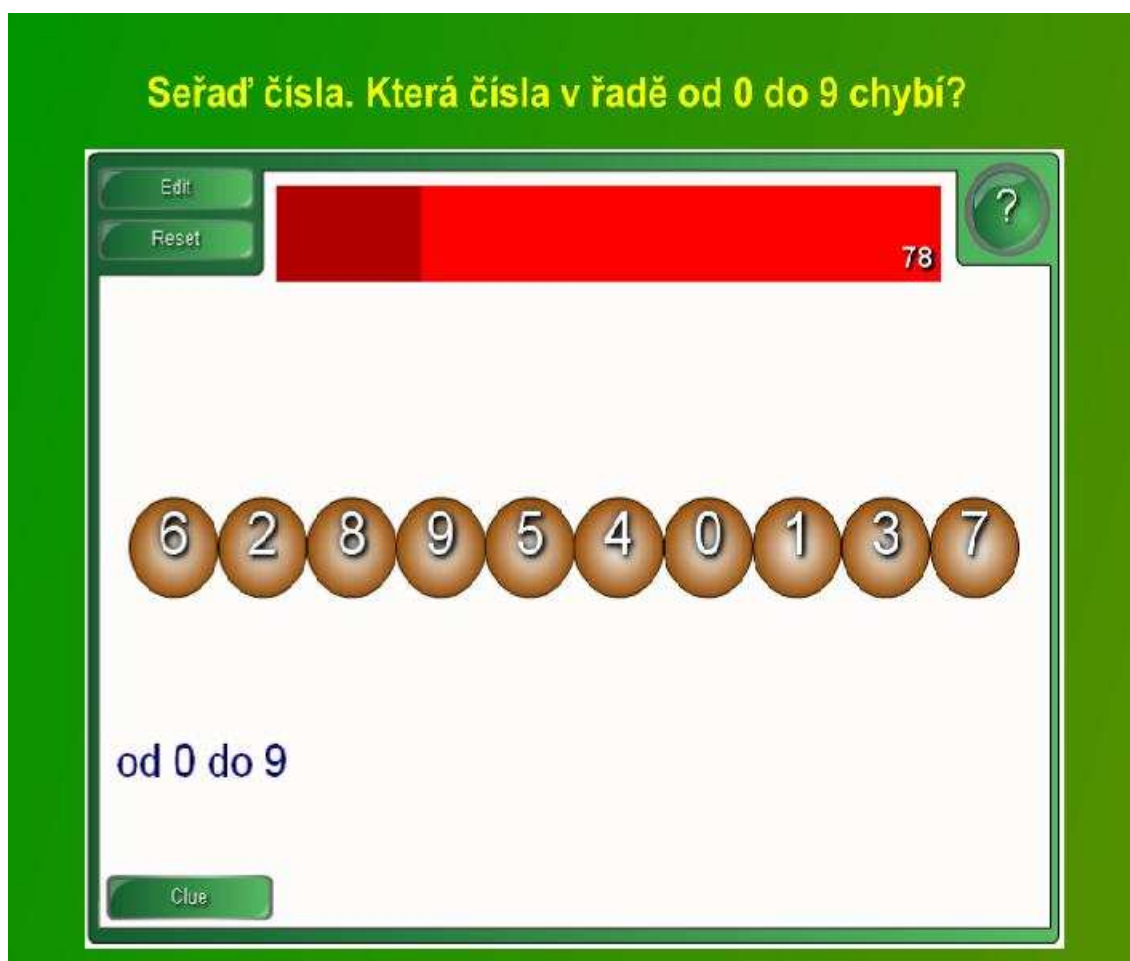 Seřaď čísla. Která čísla v řadě od 0 do 9 chybí?
Edit
Reset
?
78
6 2 8 9 5 4 0 1 3 7
od 0 do 9
Clue